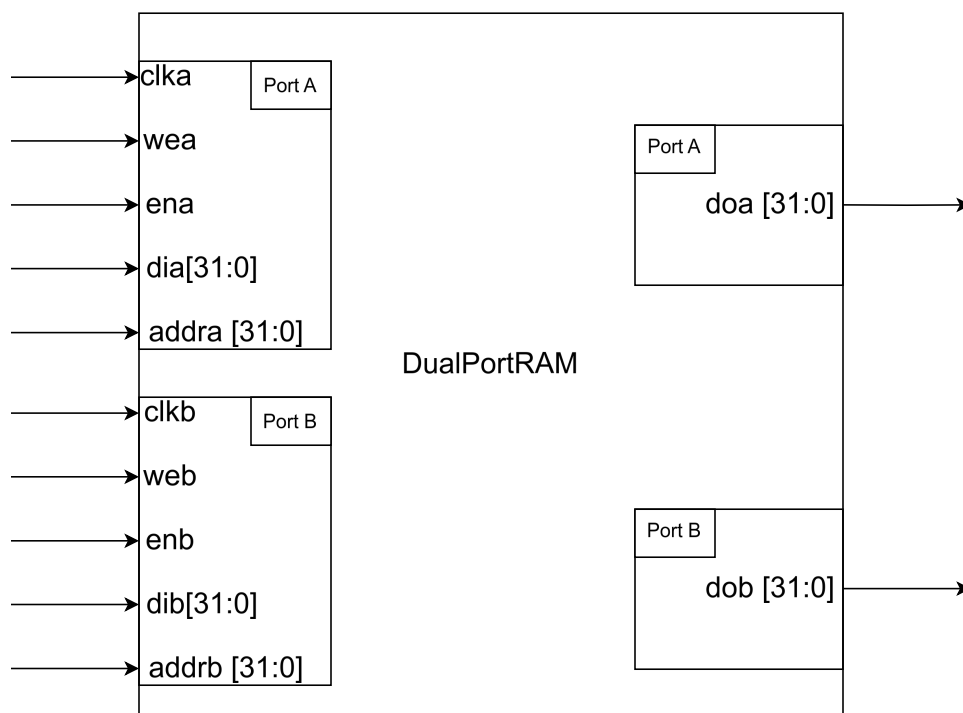 clka
Port A
wea
ena
dia[31:0]
addra [31:0]
Port A
doa [31:0]
DualPortRAM
clkb
Port B
web
enb
dib[31:0]
addrb [31:0]
Port B
dob [31:0]